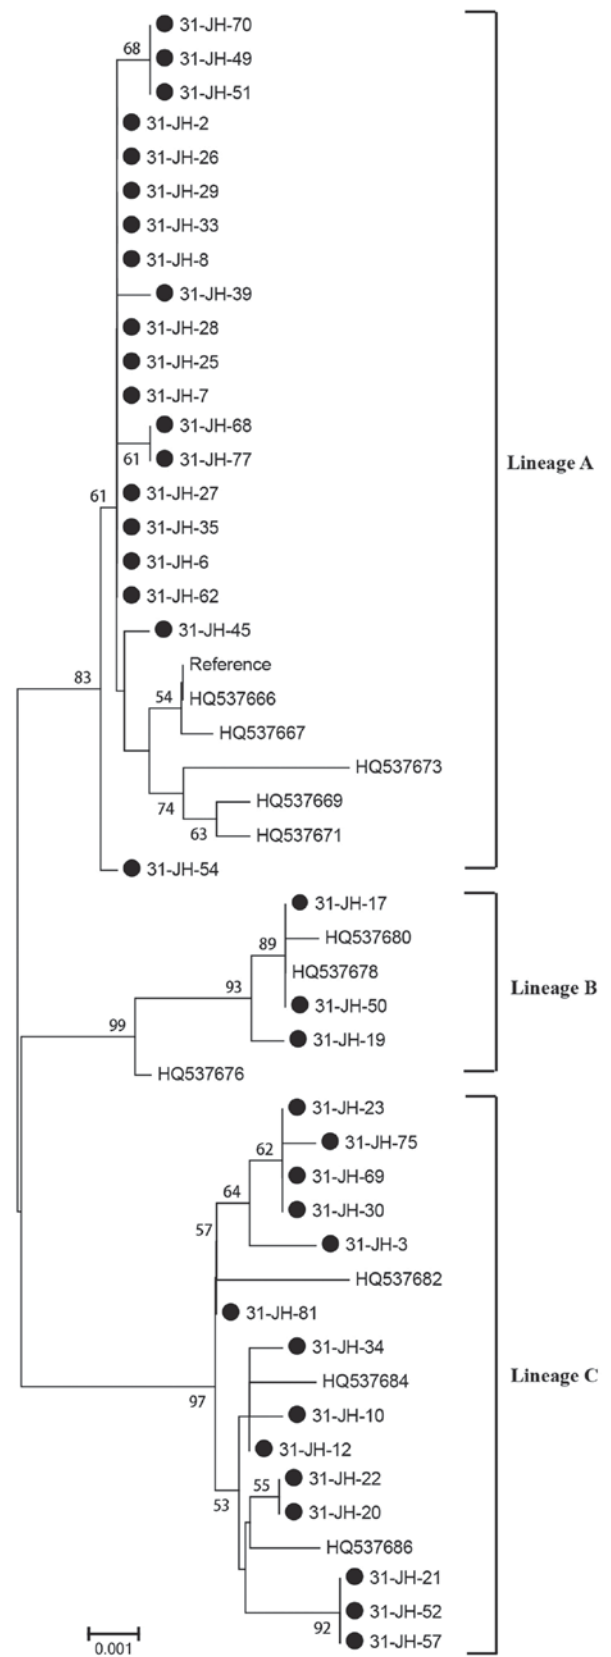 68
31-JH-70
31-JH-49
31-JH-51
31-JH-2
31-JH-26
31-JH-29
31-JH-33
31-JH-8
31-JH-39
31-JH-28
31-JH-25
31-JH-7
31-JH-68
61
31-JH-77
Lineage A
61
31-JH-27
31-JH-35
31-JH-6
31-JH-62
31-JH-45
83
Reference
54
HQ537666
HQ537667
HQ537673
74
HQ537669
63
HQ537671
31-JH-54
31-JH-17
89
HQ537680
HQ537678
93
Lineage B
31-JH-50
99
31-JH-19
HQ537676
31-JH-23
62
31-JH-75
31-JH-69
64
31-JH-30
57
31-JH-3
HQ537682
31-JH-81
31-JH-34
Lineage C
97
HQ537684
31-JH-10
31-JH-12
55
31-JH-22
53
31-JH-20
HQ537686
31-JH-21
31-JH-52
92
31-JH-57
0.001